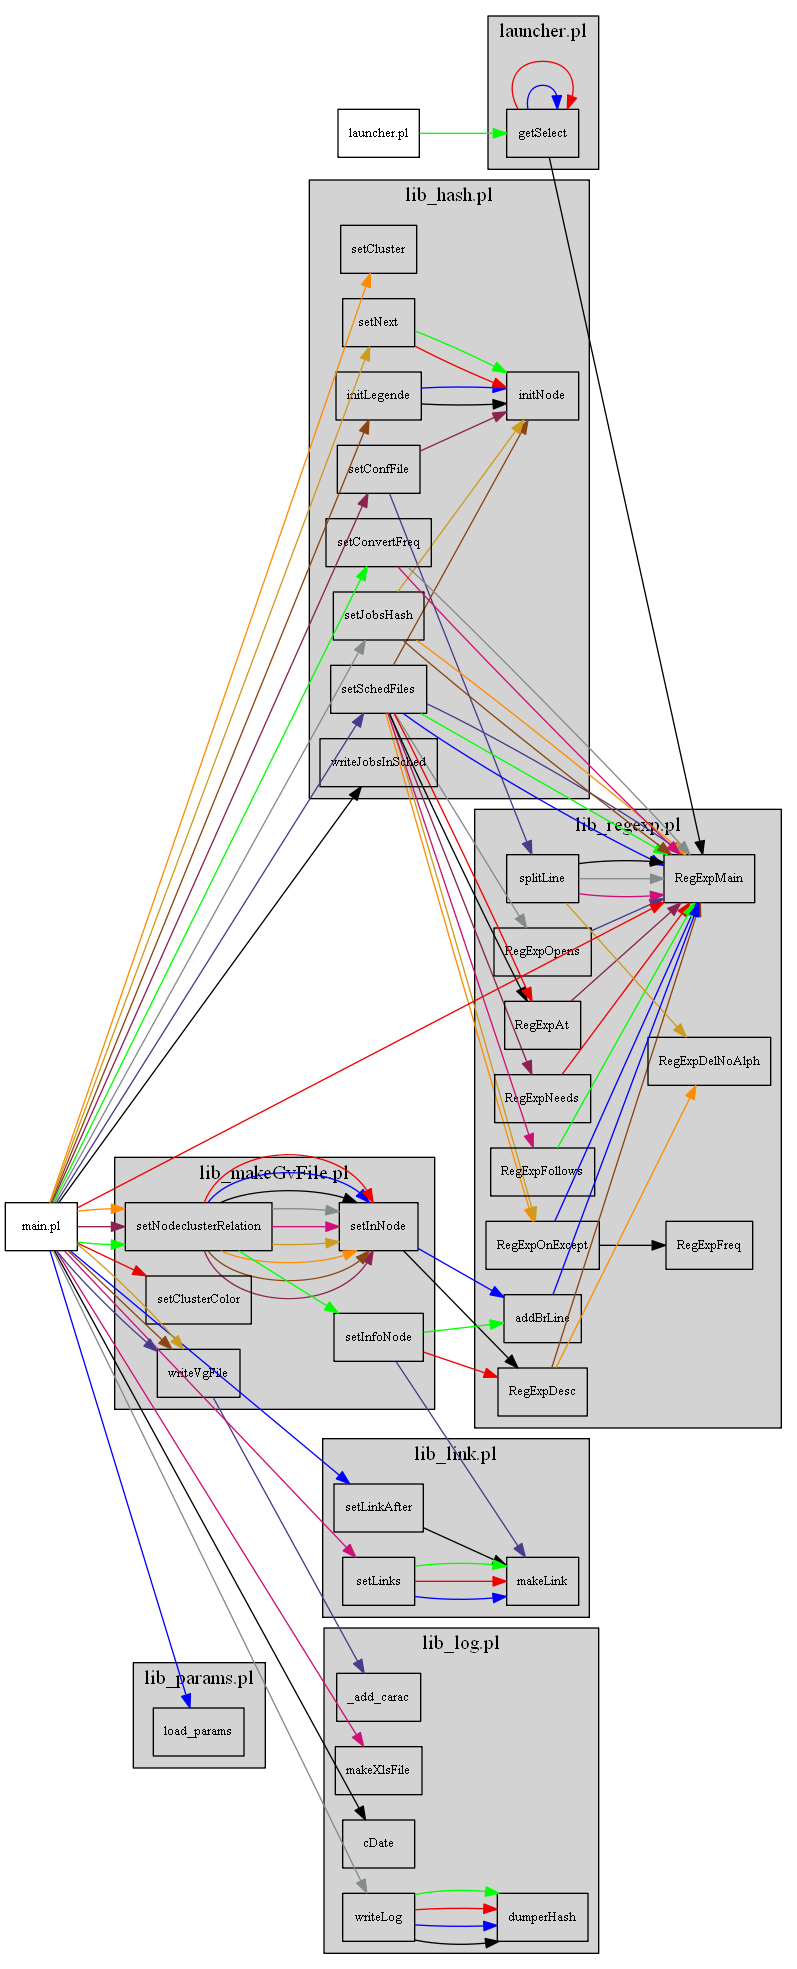 launcher.pl
launcher.pl
getSelect
lib_hash.pl
setCluster
setNext
initLegende
initNode
setConfFile
setConvertFreq
setJobsHash
setSchedFiles
writeJobsInSched
lib_regexp.pl
splitLine
RegExpMain
RegExpOpens
RegExpAt
RegExpDelNoAlph
RegExpNeeds
RegExpFollows
RegExpOnExcept
RegExpFreq
addBrLine
RegExpDesc
lib_makeGvFile.pl
main.pl
setNodeclusterRelation
setInNode
setClusterColor
setInfoNode
writeVgFile
lib_link.pl
setLinkAfter
setLinks
makeLink
lib_log.pl
lib_params.pl
load_params
_add_carac
makeXlsFile
cDate
writeLog
dumperHash